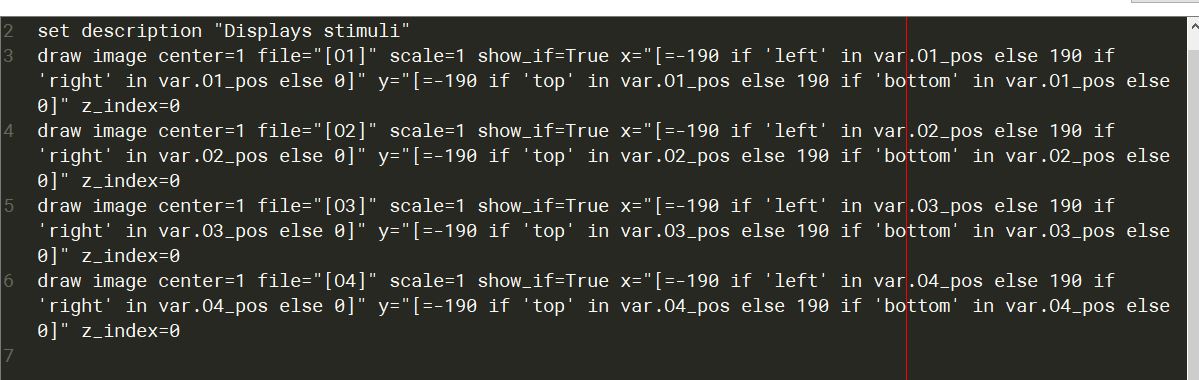 2 set description "Displays stimuli"
3 draw image center=1 file="[O1]" scale=1 show_if=True x="[=-190 if 'left' in var.O1_pos else 190 if
'right' in var.O1_pos else 0]" y="[=-190 if 'top' in var.O1_pos else 190 if 'bottom' in var.O1_pos else
0]" z_index=0
4 draw image center=1 file="[O2]" scale=1 show_if=True x="[=-190 if 'left' in var.O2_pos else 190 if
'right' in var.O2_pos else 0]" y="[=-190 if 'top' in var.O2_pos else 190 if 'bottom' in var.O2_pos else
0]" z_index=0
5 draw image center=1 file="[O3]" scale=1 show_if=True x="[=-190 if 'left' in var.O3_pos else 190 if
'right' in var.O3_pos else 0]" y="[=-190 if 'top' in var.O3_pos else 190 if 'bottom' in var.O3_pos else
0]" z_index=0
6 draw image center=1 file="[O4]" scale=1 show_if=True x="[=-190 if 'left' in var.O4_pos else 190 if
'right' in var.O4_pos else 0]" y="[=-190 if 'top' in var.O4_pos else 190 if 'bottom' in var.O4_pos else
0]" z_index=0
7